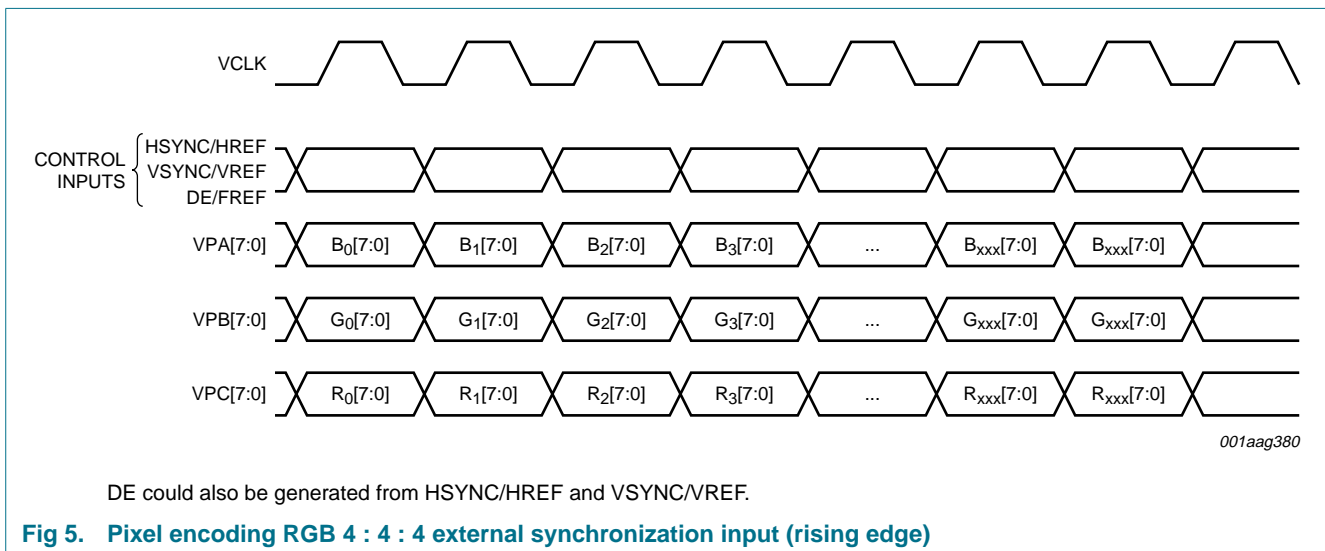 VCLK
CONTROL INPUTS
HSYNC/HREF
VSYNC/VREF
DE/FREF
VPA[7:0] B0[7:0] B1[7:0] B2[7:0] B3[7:0] ... Bxxx[7:0] Bxxx[7:0]
VPB[7:0] G0[7:0] G1[7:0] G2[7:0] G3[7:0] ... Gxxx[7:0] Gxxx[7:0]
VPC[7:0] R0[7:0] R1[7:0] R2[7:0] R3[7:0] ... Rxxx[7:0] Rxxx[7:0]
001aag380
DE could also be generated from HSYNC/HREF and VSYNC/VREF.
Fig 5. Pixel encoding RGB 4 : 4 : 4 external synchronization input (rising edge)